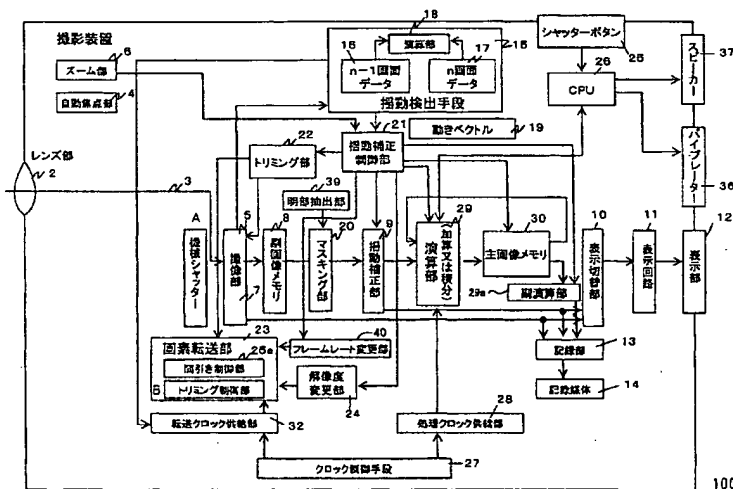 撮影装置
6
ズーム部
自動焦点部
4
レンズ部
2
3
18
演算部
15
16
n-1画面
データ
17
n画面
データ
揺動検出手段
シャッターボタン
25
26
CPU
スピーカー
37
バイブレーター
36
動きベクトル
19
21
揺動補正
制御部
22
トリミング部
39
明部抽出部
A
機械シャッター
5
撮像部
7
8
副画像メモリ
20
マスキング部
9
揺動補正部
29
演算部
(加算又は積分)
30
主画像メモリ
29a
副演算部
10
表示切替部
11
表示回路
12
表示部
23
画素転送部
25a
間引き制御部
B
トリミング制御部
40
フレームレート変更部
解像度
変更部
24
13
記録部
記録媒体
14
転送クロック供給部
32
28
処理クロック供給部
クロック制御手段
27
100